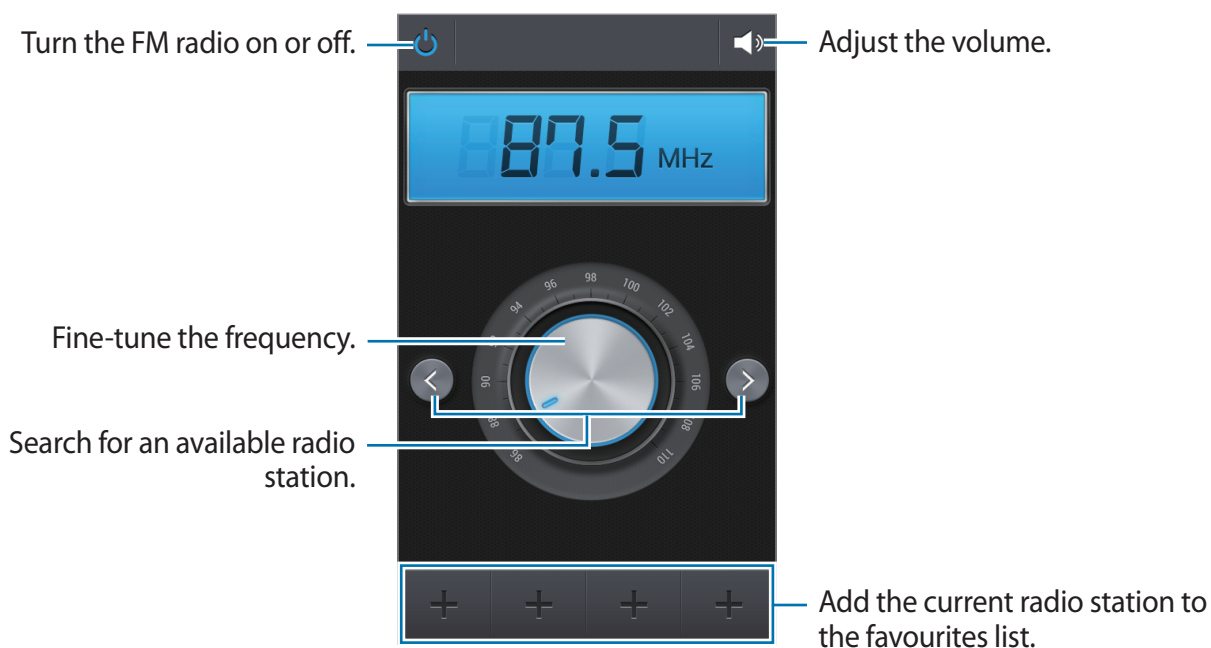 Turn the FM radio on or off.
Adjust the volume.
87.5 MHz
98
96
100
94
102
104
Fine-tune the frequency.
90
106
88
108
Search for an available radio
station.
86
110
Add the current radio station to
the favourites list.